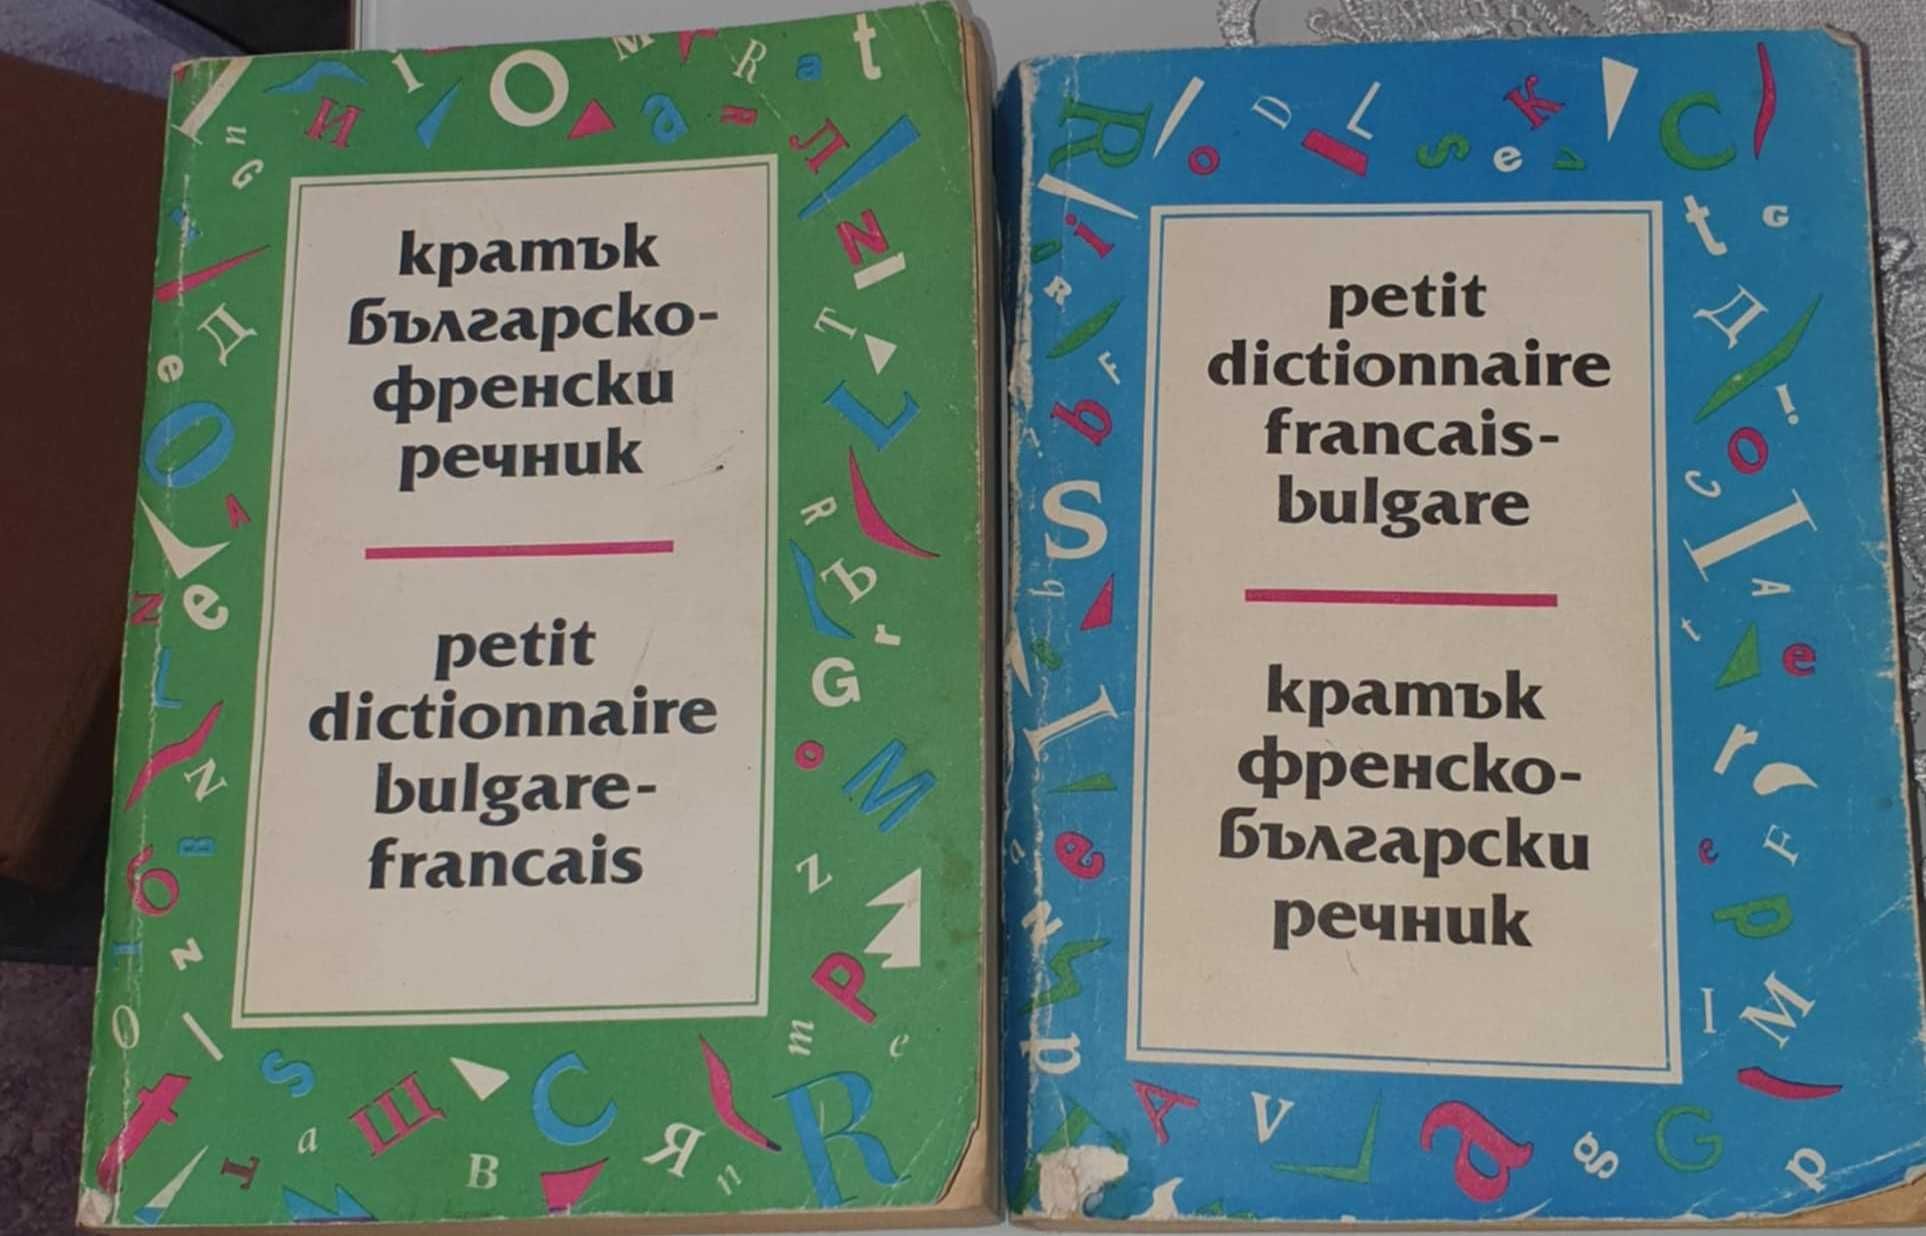 кратък
българско-
френски
речник
petit
dictionnaire
bulgare-
francais
petit
dictionnaire
francais-
bulgare
кратък
френско-
български
речник